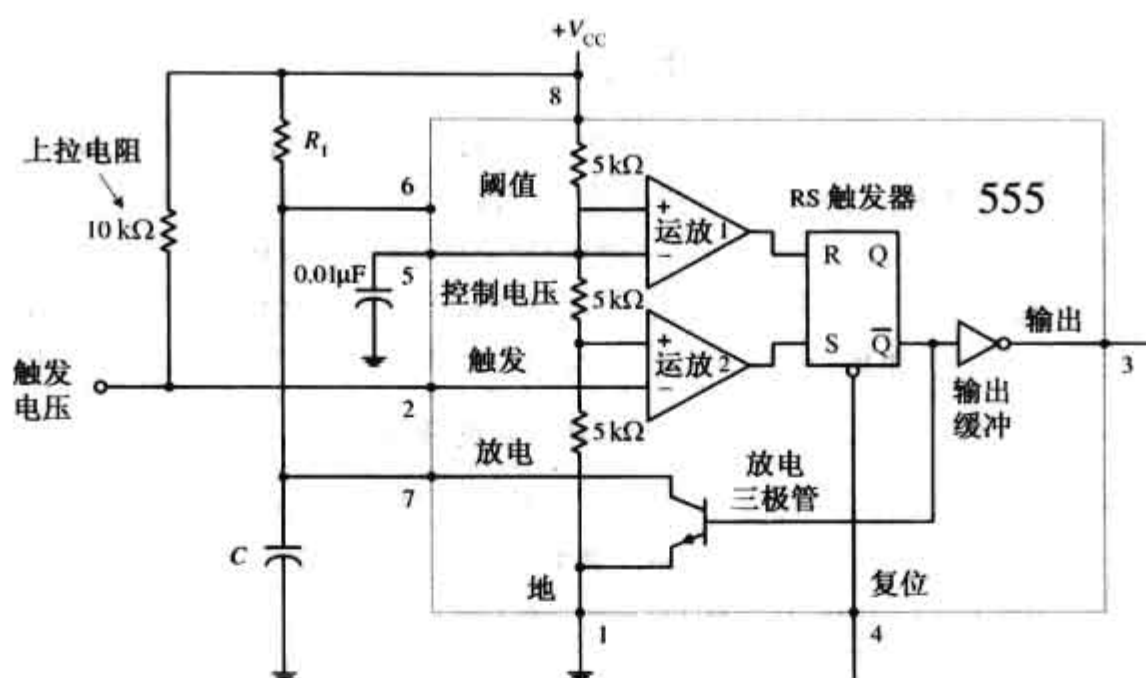 +V_CC
8
上拉电阻
10 kΩ
R₁
6
阈值
5 kΩ
+
运放 1
−
RS 触发器
555
R Q
S Q̅
0.01μF
5
控制电压
5 kΩ
+
运放 2
−
输出
3
触发
电压
触发
2
5 kΩ
输出
缓冲
放电
7
放电
三极管
C
地
1
复位
4